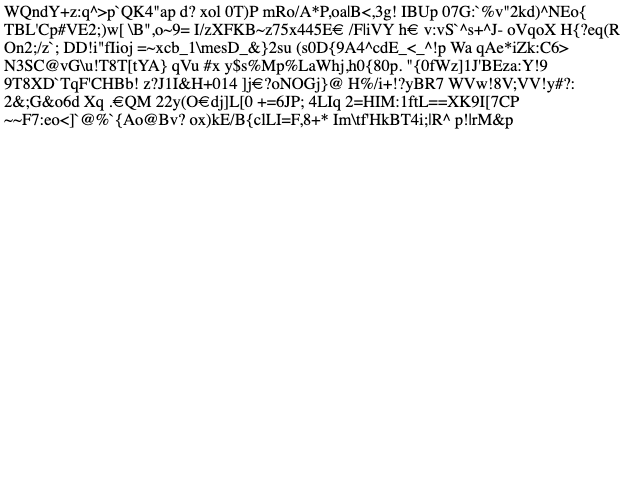 WQndY+z:q^>p`QK4"ap d? xol 0T)P mRo/A*P,oa|B<,3g! IBUp 07G:`%v"2kd)^NEo{
TBL'Cp#VE2;)w[ \B",o~9= I/zXFKB~z75x445E€ /F|iVY h€ v:vS`^s+^J- oVqoX H{?eq(R
On2;/z`; DD!i"fIioj =~xcb_1\mesD_&}2su (s0D{9A4^cdE_<_^!p Wa qAe*iZk:C6>
N3SC@vG\u!T8T[tYA} qVu #x y$s%Mp%LaWhj,h0{80p. "{0fWz]1J'BEza:Y!9
9T8XD`TqF'CHBb! z?J1I&H+014 ]j€?oNOGj}@ H%/i+!?yBR7 WVw!8V;VV!y#?:
2&;G&o6d Xq .€QM 22y(O€dj]L[0 +=6JP; 4LIq 2=HIM:1ftL==XK9I[7CP
~~F7:eo<]`@%`{Ao@Bv? ox)kE/B{clLI=F,8+* Im\tf'HkBT4i;|R^ p!|rM&p